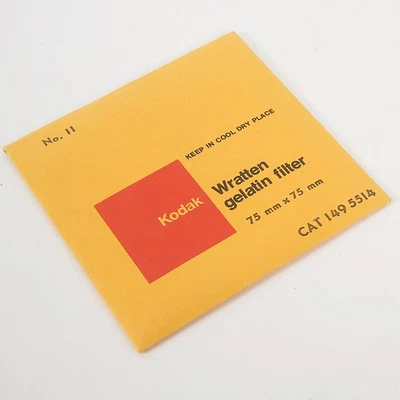 No. 11
KEEP IN COOL DRY PLACE
Kodak
Wratten
gelatin filter
75 mm x 75 mm
CAT 149 5514